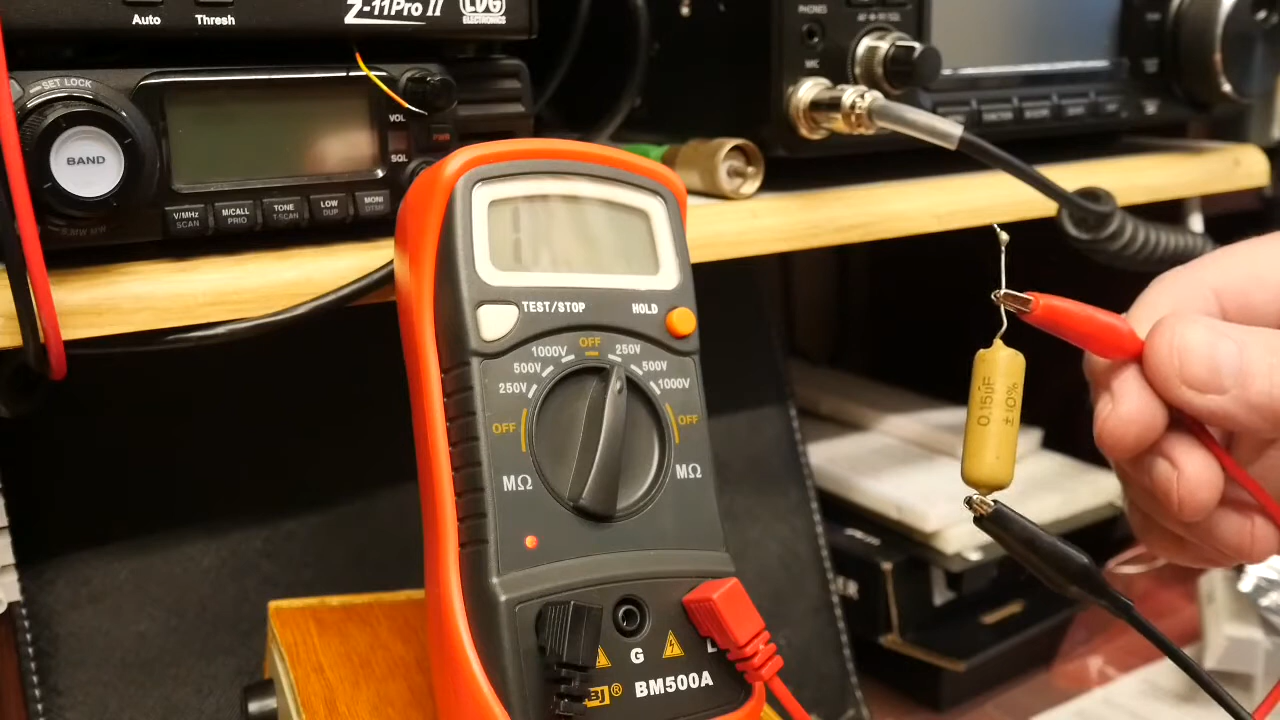 Auto
Thresh
Z-11Pro II
LDG
ELECTRONICS
SET LOCK
BAND
VOL
SQL
V/MHz
SCAN
M/CALL
PRIO
TONE
T.SCAN
LOW
DUP
MONI
DTMF
PHONES
MIC
1
TEST/STOP
HOLD
OFF
1000V
250V
500V
500V
250V
1000V
OFF
OFF
MΩ
MΩ
G
L
BM500A
0.15µF
±10%